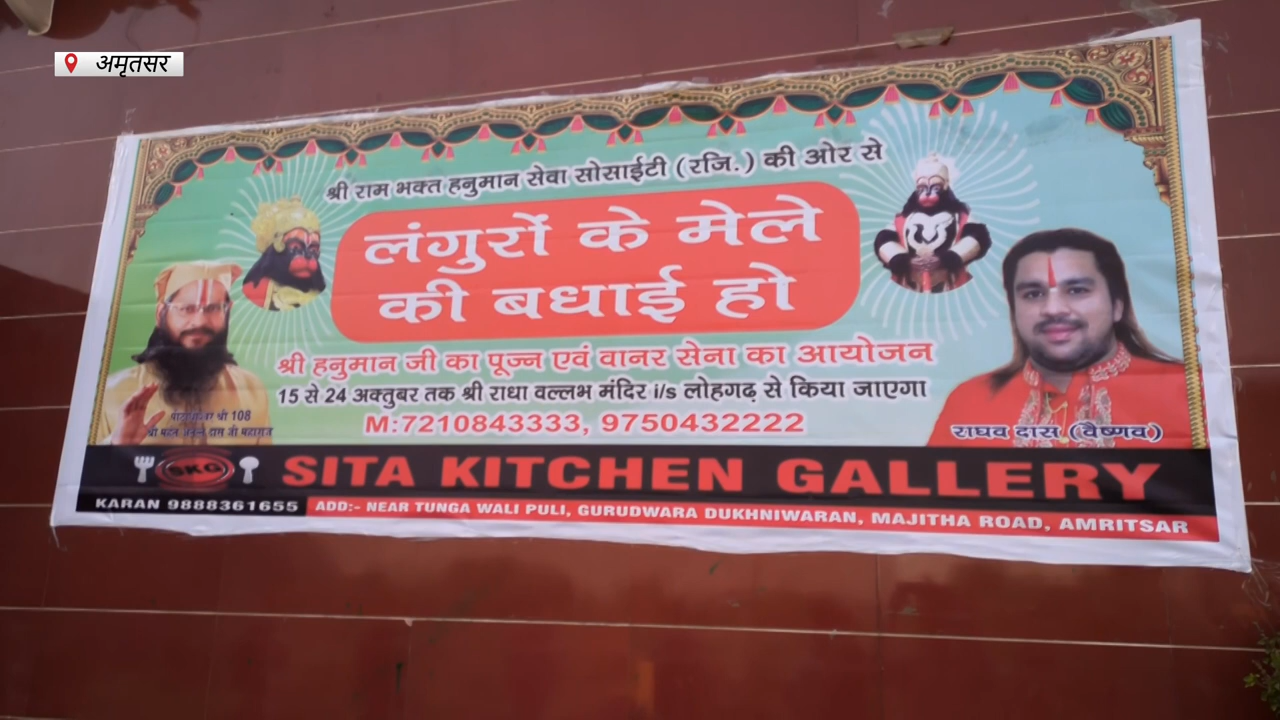 अमृतसर
श्री राम भक्त हनुमान सेवा सोसाईटी (रजि.) की ओर से
लंगुरों के मेले
की बधाई हो
श्री हनुमान जी का पूज्न एवं वानर सेना का आयोजन
15 से 24 अक्तुबर तक श्री राधा वल्लभ मंदिर i/s लोहगढ़ से किया जाएगा
M:7210843333, 9750432222
श्री 108
श्री महंत दास जी महाराज
राघव दास (वैष्णव)
SKG
SITA KITCHEN GALLERY
KARAN 9888361655
ADD:- NEAR TUNGA WALI PULI, GURUDWARA DUKHNIWARAN, MAJITHA ROAD, AMRITSAR